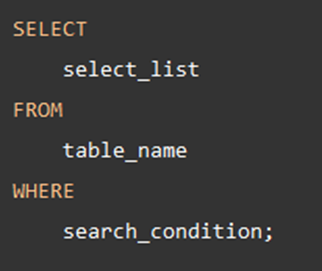 SELECT
select_list
FROM
table_name
WHERE
search_condition;